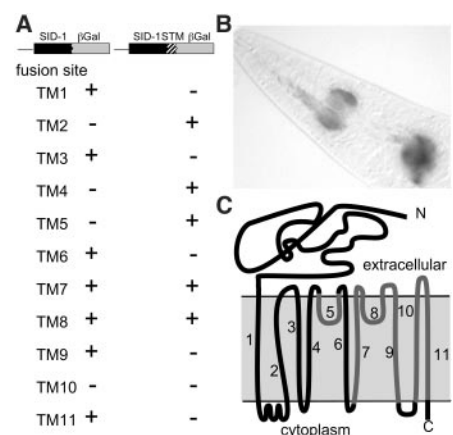 A
SID-1 βGal SID-1STM βGal
fusion site
TM1 + -
TM2 - +
TM3 + -
TM4 - +
TM5 - +
TM6 + -
TM7 + +
TM8 + +
TM9 + -
TM10 - -
TM11 + -
B
C
N
extracellular
1 2 3 4 5 6 7 8 9 10 11
cytoplasm
C